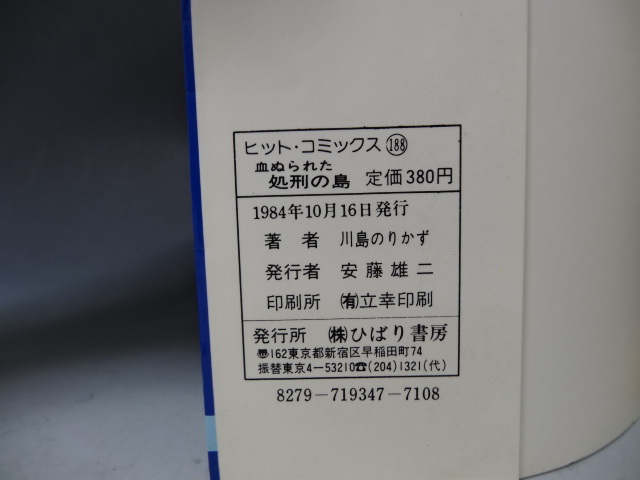 ヒット・コミックス188
血ぬられた
処刑の島 定価380円
1984年10月16日発行
著者 川島のりかず
発行者 安藤雄二
印刷所 ㈲立幸印刷
発行所 ㈱ひばり書房
〠162東京都新宿区早稲田町74
振替東京4-53210☎(204)1321(代)
8279-719347-7108